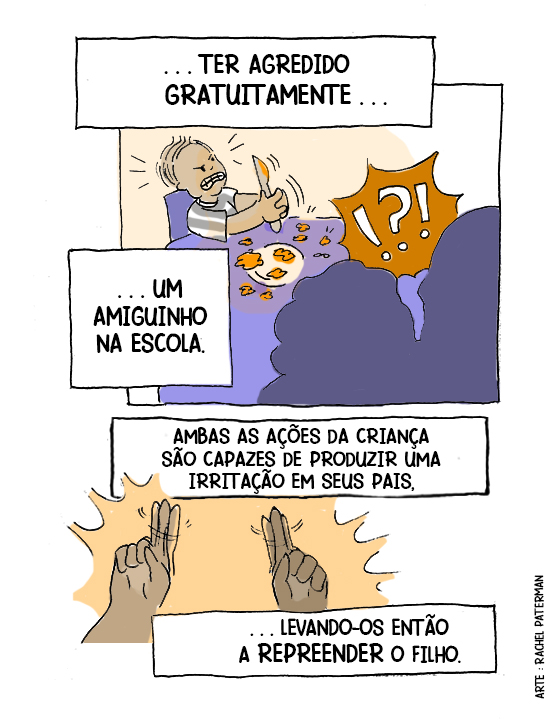 ...TER AGREDIDO
GRATUITAMENTE...
!?!
...UM
AMIGUINHO
NA ESCOLA.
AMBAS AS AÇÕES DA CRIANÇA
SÃO CAPAZES DE PRODUZIR UMA
IRRITAÇÃO EM SEUS PAIS,
...LEVANDO-OS ENTÃO
A REPREENDER O FILHO.
ARTE: RACHEL PATERMAN